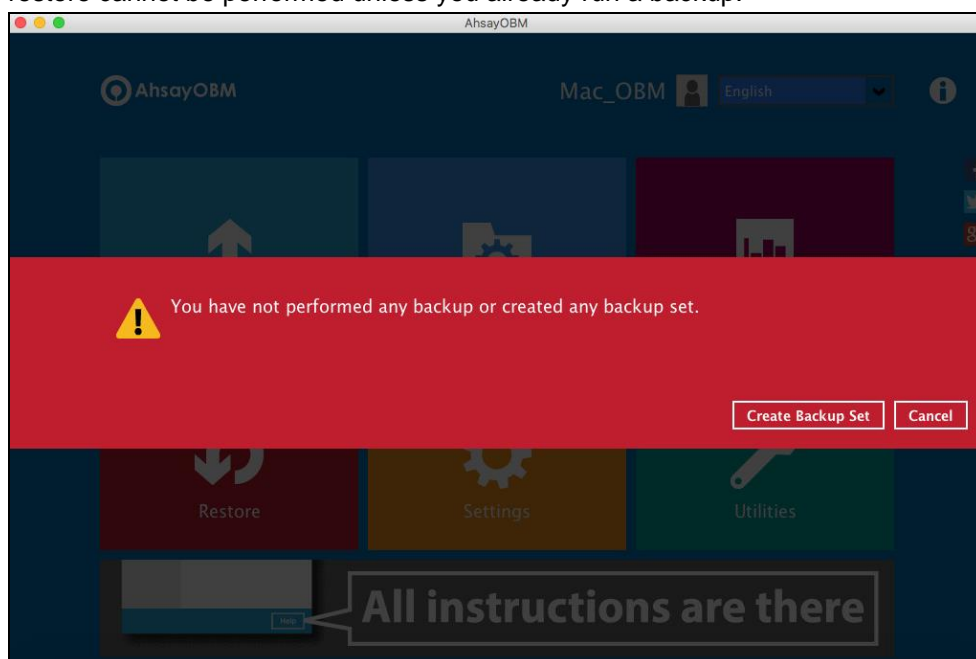 restore cannot be performed unless you already run a backup.
AhsayOBM
AhsayOBM
Mac_OBM
English
You have not performed any backup or created any backup set.
Create Backup Set
Cancel
Restore
Settings
Utilities
Help
All instructions are there